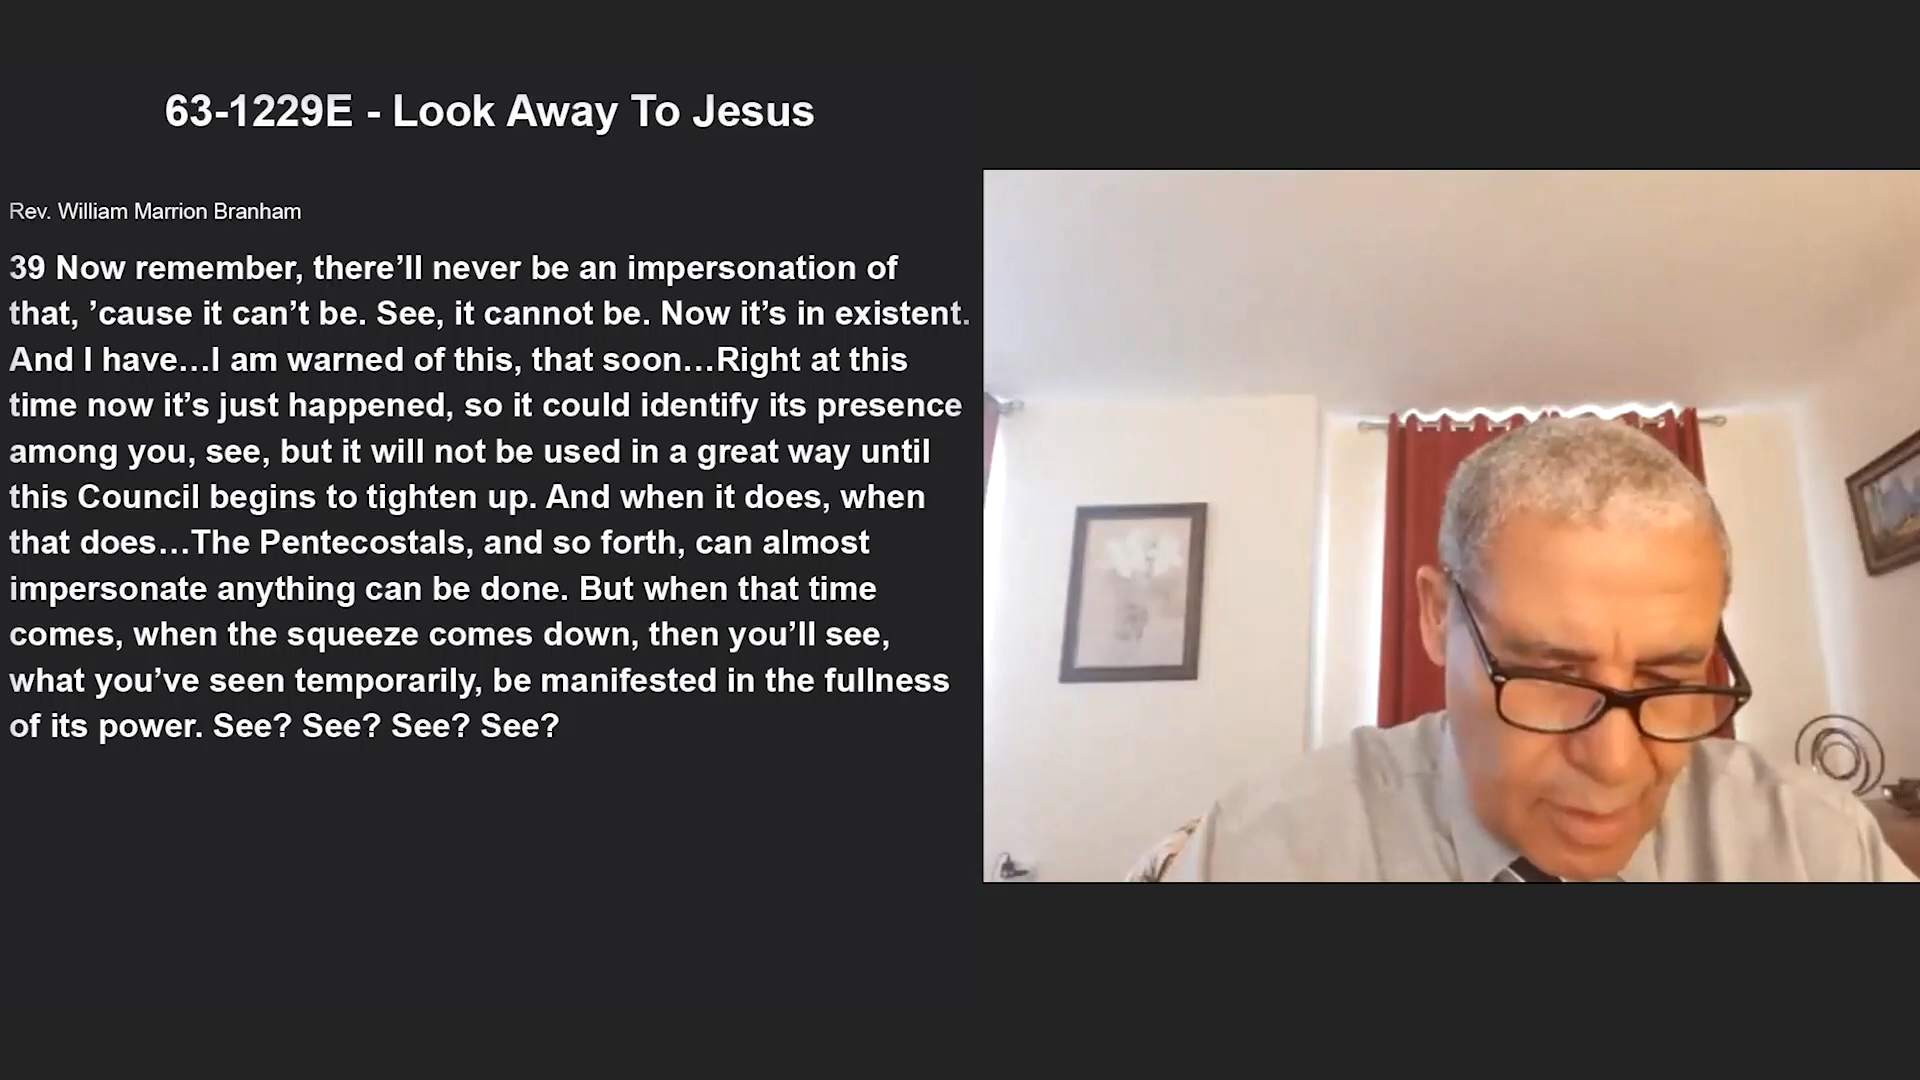 63-1229E - Look Away To Jesus
Rev. William Marrion Branham
39 Now remember, there’ll never be an impersonation of
that, ’cause it can’t be. See, it cannot be. Now it’s in existent.
And I have…I am warned of this, that soon…Right at this
time now it’s just happened, so it could identify its presence
among you, see, but it will not be used in a great way until
this Council begins to tighten up. And when it does, when
that does…The Pentecostals, and so forth, can almost
impersonate anything can be done. But when that time
comes, when the squeeze comes down, then you’ll see,
what you’ve seen temporarily, be manifested in the fullness
of its power. See? See? See? See?